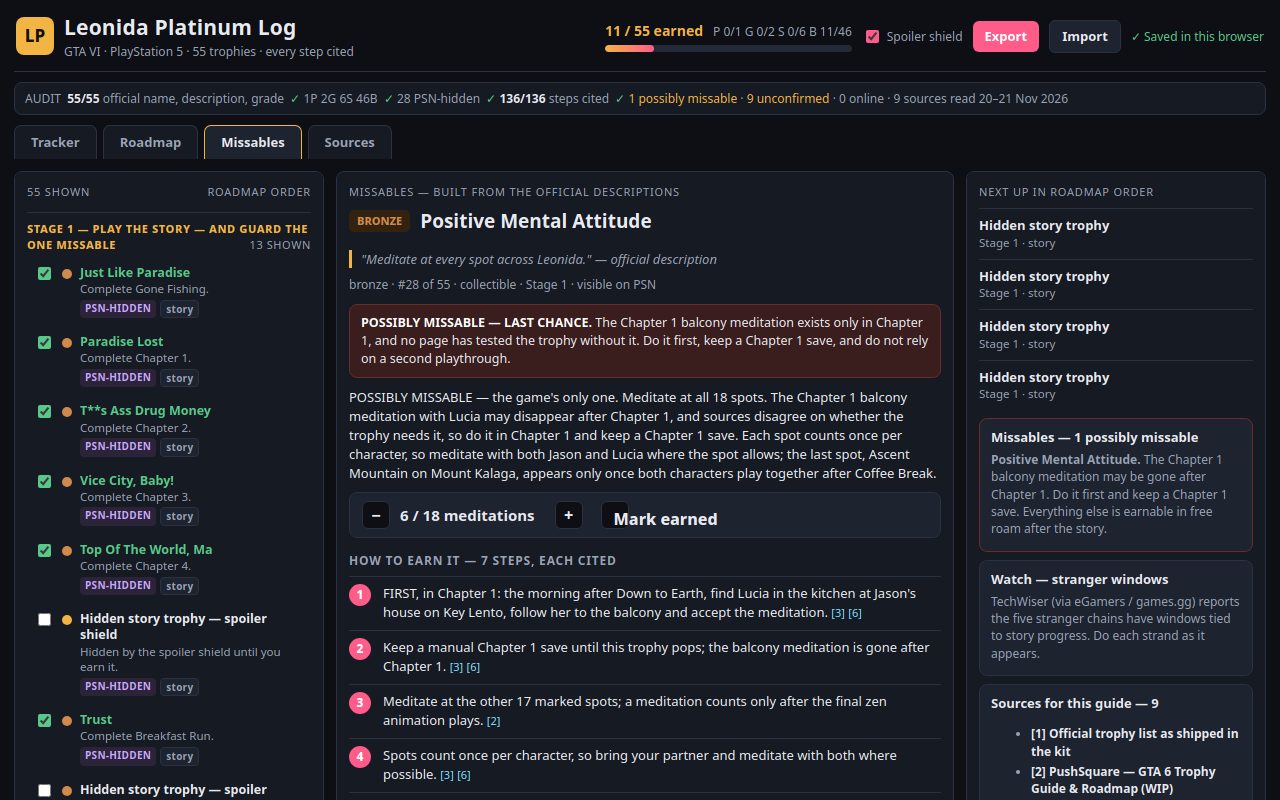 LP
Leonida Platinum Log
GTA VI · PlayStation 5 · 55 trophies · every step cited
11 / 55 earned P 0/1 G 0/2 S 0/6 B 11/46
Spoiler shield
Export
Import
✓ Saved in this browser
AUDIT 55/55 official name, description, grade ✓ 1P 2G 6S 46B ✓ 28 PSN-hidden ✓ 136/136 steps cited ✓ 1 possibly missable · 9 unconfirmed · 0 online · 9 sources read 20–21 Nov 2026
Tracker
Roadmap
Missables
Sources
55 SHOWN
ROADMAP ORDER
STAGE 1 — PLAY THE STORY — AND GUARD THE
ONE MISSABLE
13 SHOWN
Just Like Paradise
Complete Gone Fishing.
PSN-HIDDEN story
Paradise Lost
Complete Chapter 1.
PSN-HIDDEN story
T**s Ass Drug Money
Complete Chapter 2.
PSN-HIDDEN story
Vice City, Baby!
Complete Chapter 3.
PSN-HIDDEN story
Top Of The World, Ma
Complete Chapter 4.
PSN-HIDDEN story
Hidden story trophy — spoiler
shield
Hidden by the spoiler shield until you
earn it.
PSN-HIDDEN story
Trust
Complete Breakfast Run.
PSN-HIDDEN story
Hidden story trophy — spoiler
MISSABLES — BUILT FROM THE OFFICIAL DESCRIPTIONS
BRONZE Positive Mental Attitude
"Meditate at every spot across Leonida." — official description
bronze · #28 of 55 · collectible · Stage 1 · visible on PSN
POSSIBLY MISSABLE — LAST CHANCE. The Chapter 1 balcony meditation exists only in Chapter
1, and no page has tested the trophy without it. Do it first, keep a Chapter 1 save, and do not rely
on a second playthrough.
POSSIBLY MISSABLE — the game's only one. Meditate at all 18 spots. The Chapter 1 balcony
meditation with Lucia may disappear after Chapter 1, and sources disagree on whether the
trophy needs it, so do it in Chapter 1 and keep a Chapter 1 save. Each spot counts once per
character, so meditate with both Jason and Lucia where the spot allows; the last spot, Ascent
Mountain on Mount Kalaga, appears only once both characters play together after Coffee Break.
− 6 / 18 meditations + Mark earned
HOW TO EARN IT — 7 STEPS, EACH CITED
1 FIRST, in Chapter 1: the morning after Down to Earth, find Lucia in the kitchen at Jason's
house on Key Lento, follow her to the balcony and accept the meditation. [3] [6]
2 Keep a manual Chapter 1 save until this trophy pops; the balcony meditation is gone after
Chapter 1. [3] [6]
3 Meditate at the other 17 marked spots; a meditation counts only after the final zen
animation plays. [2]
4 Spots count once per character, so bring your partner and meditate with both where
possible. [3] [6]
NEXT UP IN ROADMAP ORDER
Hidden story trophy
Stage 1 · story
Hidden story trophy
Stage 1 · story
Hidden story trophy
Stage 1 · story
Hidden story trophy
Stage 1 · story
Missables — 1 possibly missable
Positive Mental Attitude. The Chapter 1
balcony meditation may be gone after
Chapter 1. Do it first and keep a Chapter 1
save. Everything else is earnable in free
roam after the story.
Watch — stranger windows
TechWiser (via eGamers / games.gg) reports
the five stranger chains have windows tied
to story progress. Do each strand as it
appears.
Sources for this guide — 9
[1] Official trophy list as shipped in
the kit
[2] PushSquare — GTA 6 Trophy
Guide & Roadmap (WIP)